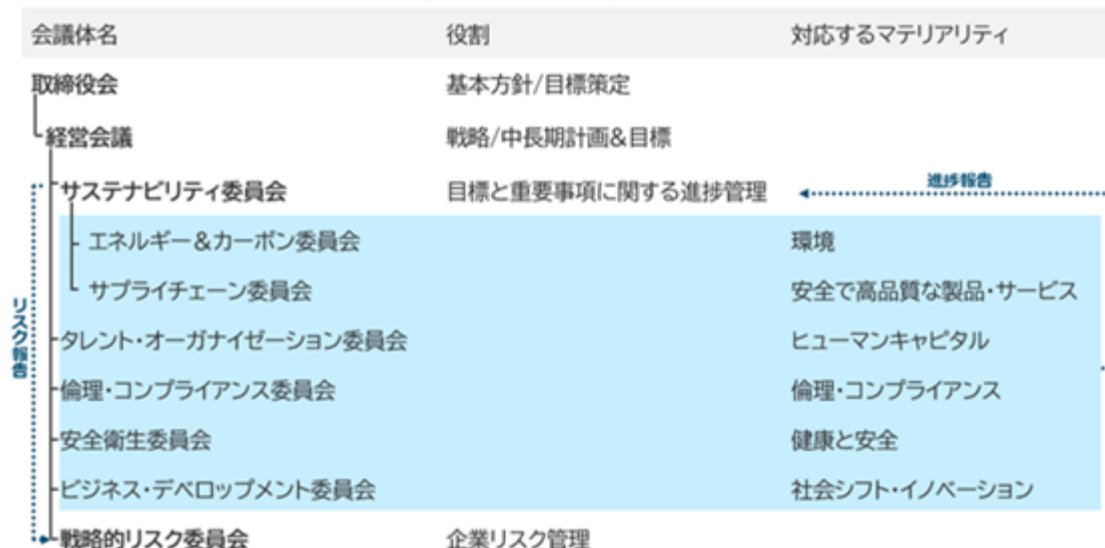 会議体名 役割 対応するマテリアリティ
取締役会 基本方針/目標策定
経営会議 戦略/中長期計画&目標
サステナビリティ委員会 目標と重要事項に関する進捗管理 進捗報告
エネルギー&カーボン委員会 環境
サプライチェーン委員会 安全で高品質な製品・サービス
タレント・オーガナイゼーション委員会 ヒューマンキャピタル
倫理・コンプライアンス委員会 倫理・コンプライアンス
安全衛生委員会 健康と安全
ビジネス・デベロップメント委員会 社会シフト・イノベーション
戦略的リスク委員会 企業リスク管理
リスク報告